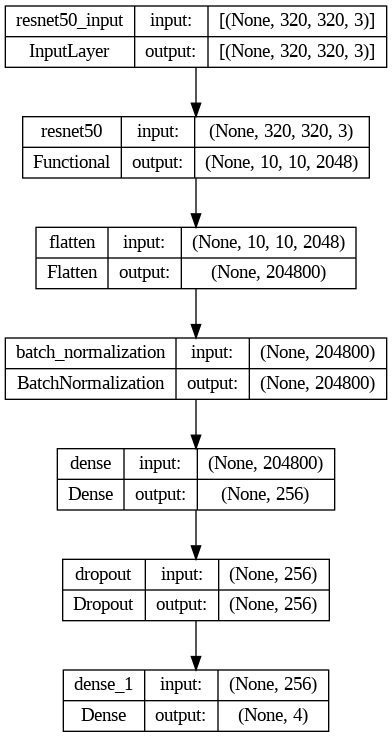 resnet50_input input: [(None, 320, 320, 3)]
InputLayer output: [(None, 320, 320, 3)]
resnet50 input: (None, 320, 320, 3)
Functional output: (None, 10, 10, 2048)
flatten input: (None, 10, 10, 2048)
Flatten output: (None, 204800)
batch_normalization input: (None, 204800)
BatchNormalization output: (None, 204800)
dense input: (None, 204800)
Dense output: (None, 256)
dropout input: (None, 256)
Dropout output: (None, 256)
dense_1 input: (None, 256)
Dense output: (None, 4)